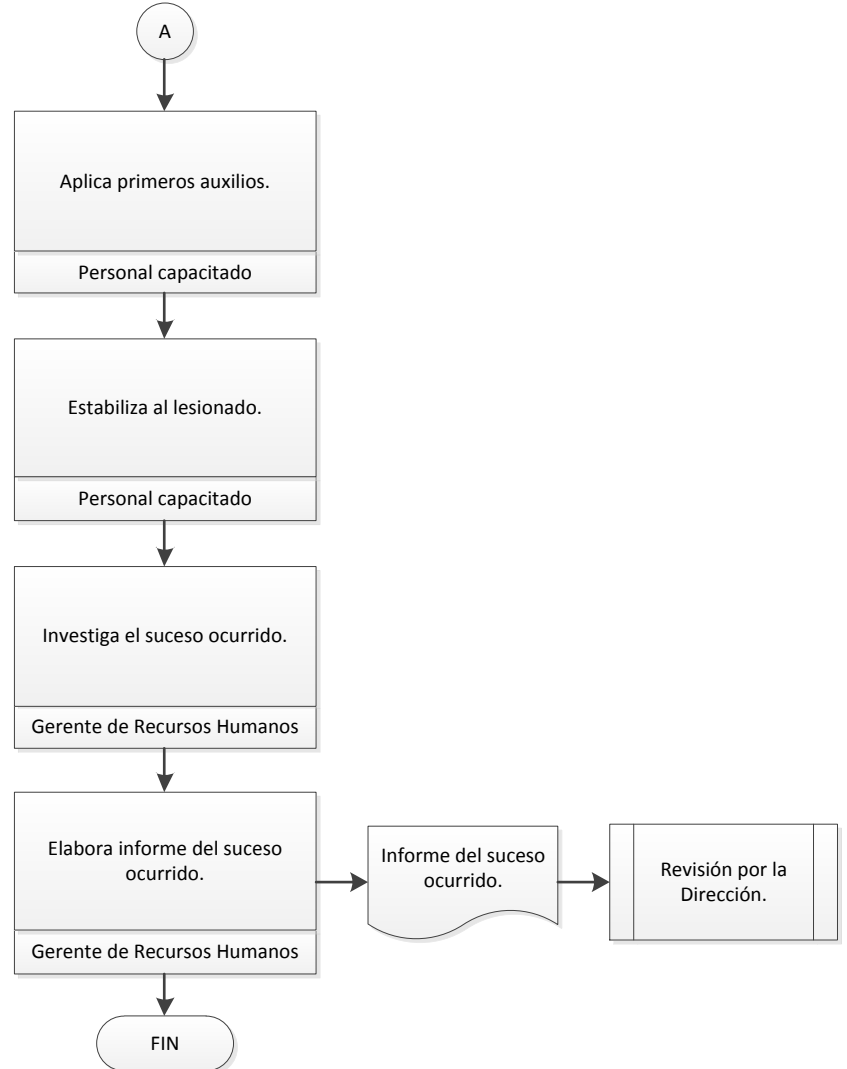 A
Aplica primeros auxilios.
Personal capacitado
Estabiliza al lesionado.
Personal capacitado
Investiga el suceso ocurrido.
Gerente de Recursos Humanos
Elabora informe del suceso
ocurrido.
Gerente de Recursos Humanos
Informe del suceso
ocurrido.
Revisión por la
Dirección.
FIN